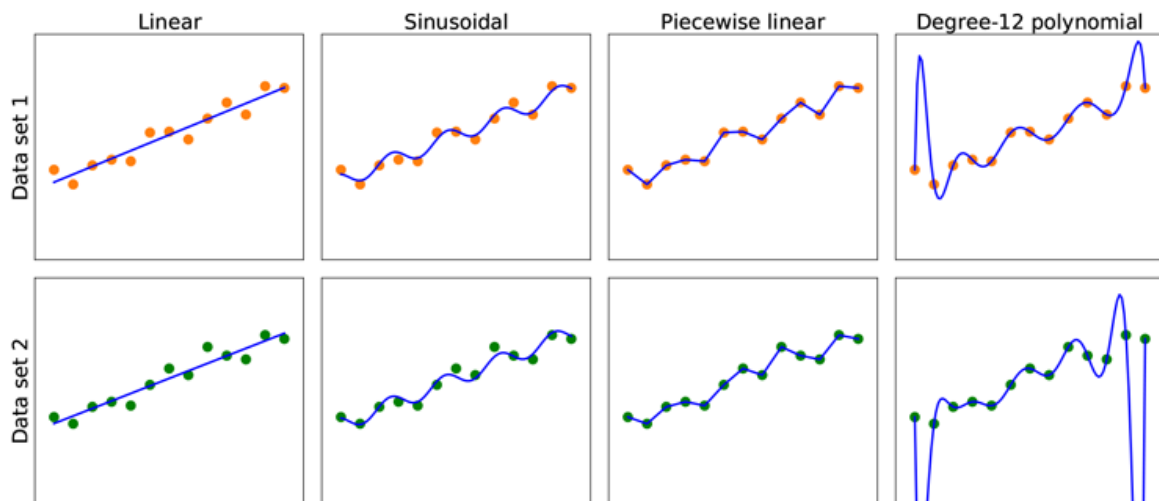 Linear
Sinusoidal
Piecewise linear
Degree-12 polynomial
Data set 1
Data set 2